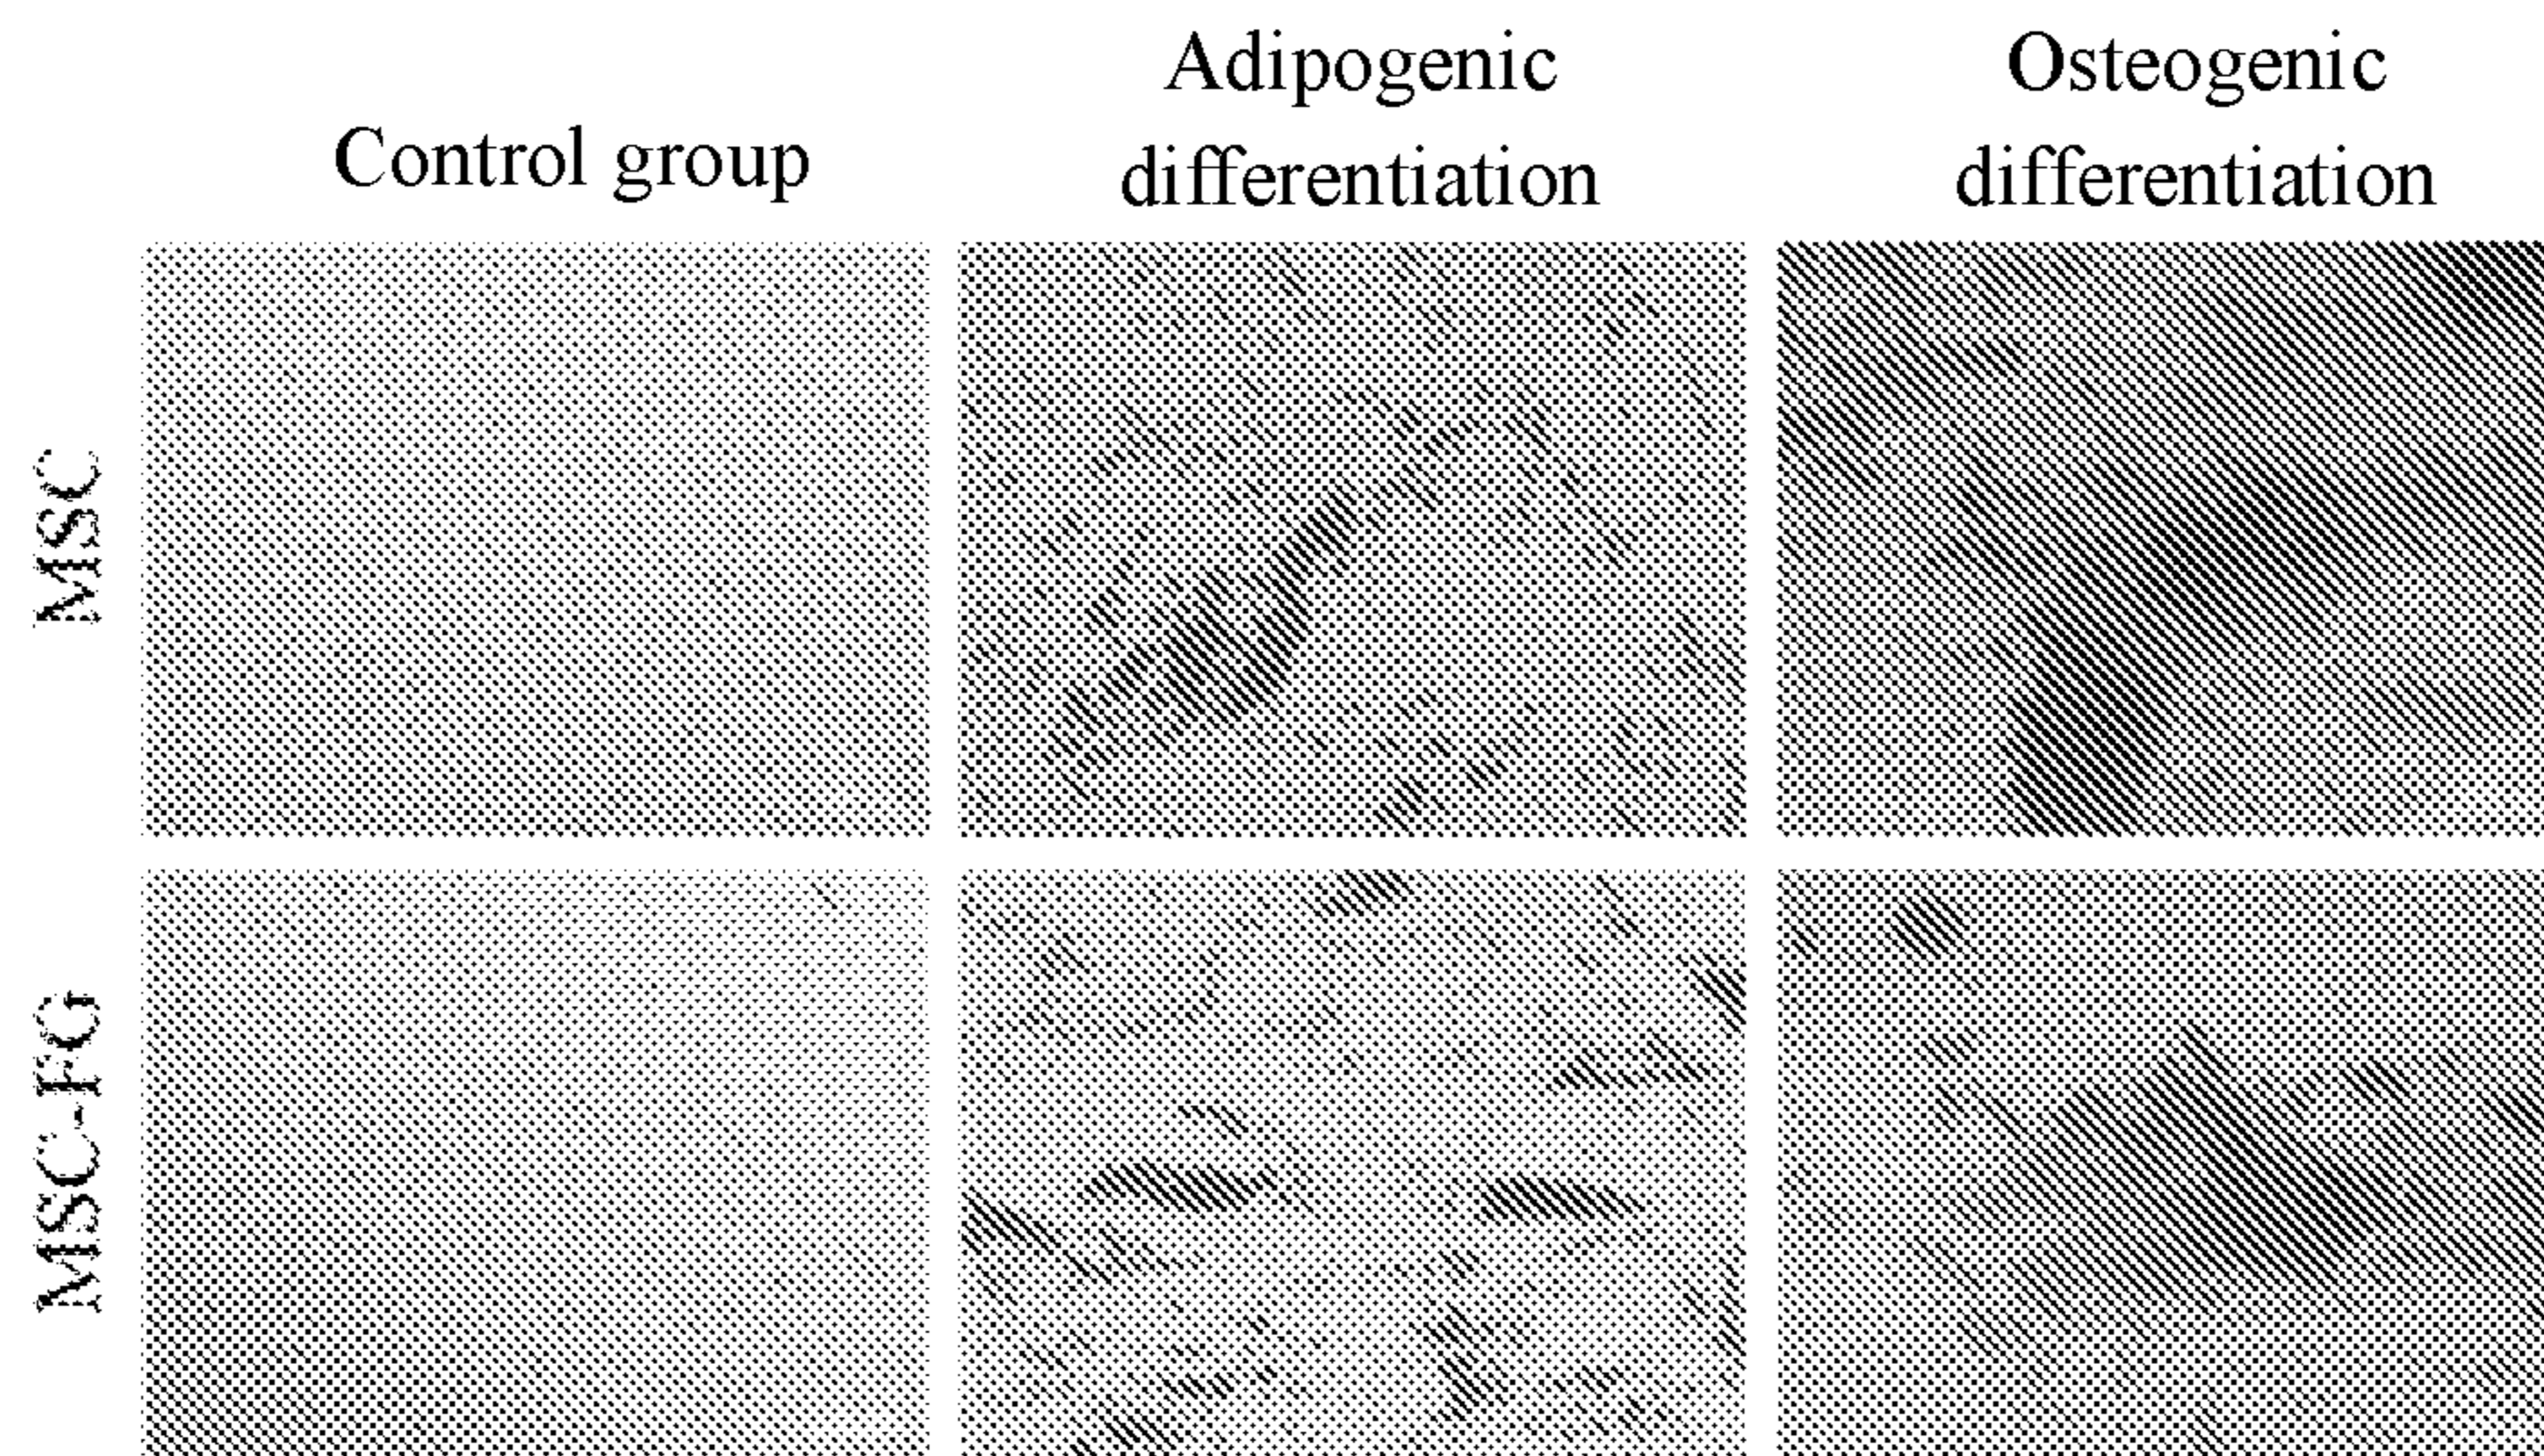 Control group
Adipogenic
differentiation
Osteogenic
differentiation
MSC
MSC-FG